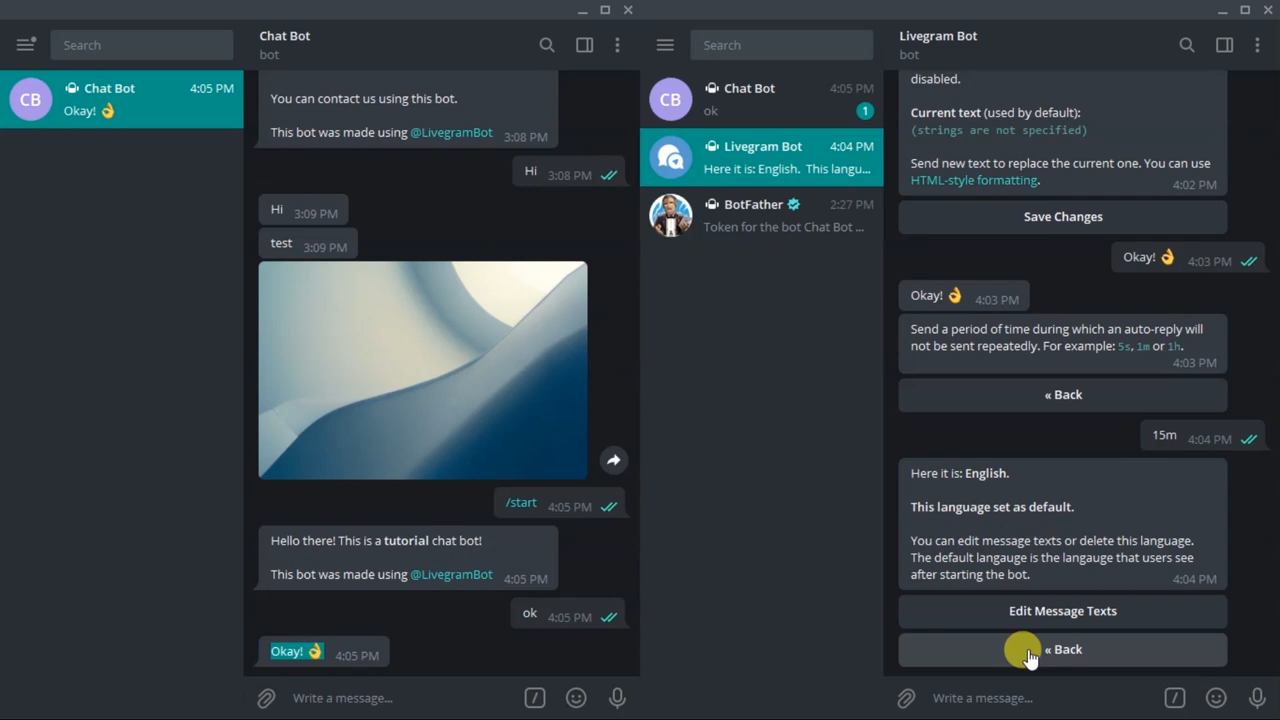 Search
Chat Bot
bot
CB
Chat Bot
4:05 PM
Okay! 👌
You can contact us using this bot.
This bot was made using @LivegramBot
3:08 PM
Hi
3:08 PM
Hi
3:09 PM
test
3:09 PM
/start
4:05 PM
Hello there! This is a tutorial chat bot!
This bot was made using @LivegramBot
4:05 PM
ok
4:05 PM
Okay! 👌
4:05 PM
Write a message...
Search
Livegram Bot
bot
CB
Chat Bot
4:05 PM
ok
1
Livegram Bot
4:04 PM
Here it is: English. This langu...
BotFather
2:27 PM
Token for the bot Chat Bot ...
disabled.
Current text (used by default):
(strings are not specified)
Send new text to replace the current one. You can use
HTML-style formatting.
4:02 PM
Save Changes
Okay! 👌
4:03 PM
Okay! 👌
4:03 PM
Send a period of time during which an auto-reply will
not be sent repeatedly. For example: 5s, 1m or 1h.
4:03 PM
« Back
15m
4:04 PM
Here it is: English.
This language set as default.
You can edit message texts or delete this language.
The default langauge is the langauge that users see
after starting the bot.
4:04 PM
Edit Message Texts
« Back
Write a message...